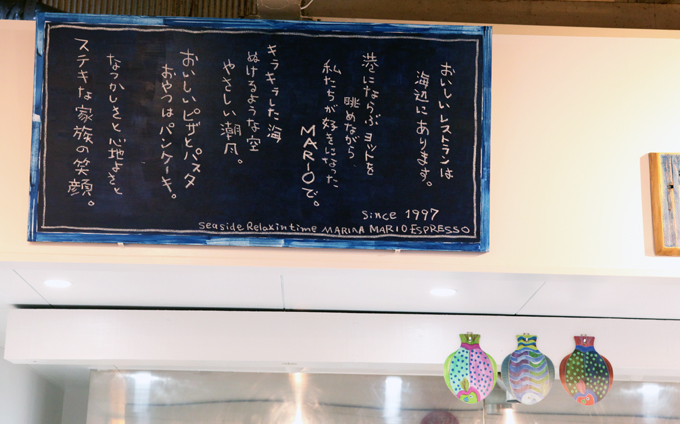 おいしいレストランは
海辺にあります。
港にならぶヨットを
眺めながら
私たちが好きになった
MARIOで。
キラキラした海
ぬけるような空
やさしい潮風。
おいしいピザとパスタ
おやつはパンケーキ。
なつかしさと心地よさと
ステキな家族の笑顔。
Since 1997
Seaside Relaxin time MARINA MARIO ESPRESSO